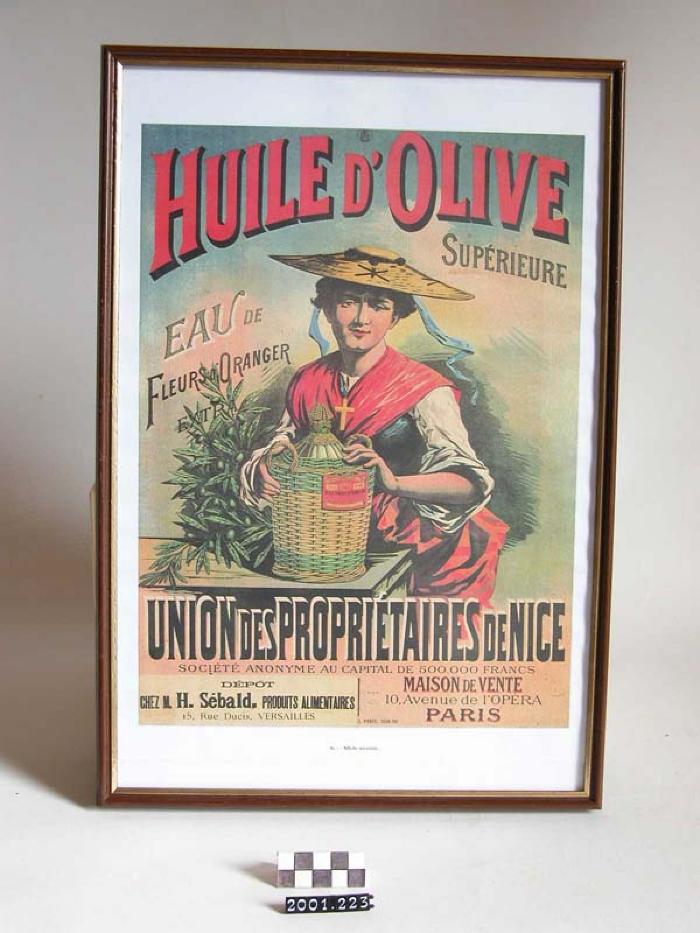 HUILE D'OLIVE
SUPÉRIEURE
EAU DE
FLEURS D'ORANGER
EXTRA
UNION DES PROPRIÉTAIRES DE NICE
SOCIÉTÉ ANONYME AU CAPITAL DE 500.000 FRANCS
DÉPÔT
CHEZ M. H. Sébald, PRODUITS ALIMENTAIRES
15, Rue Ducis, VERSAILLES
MAISON DE VENTE
10, Avenue de l'OPÉRA
PARIS
2001.223